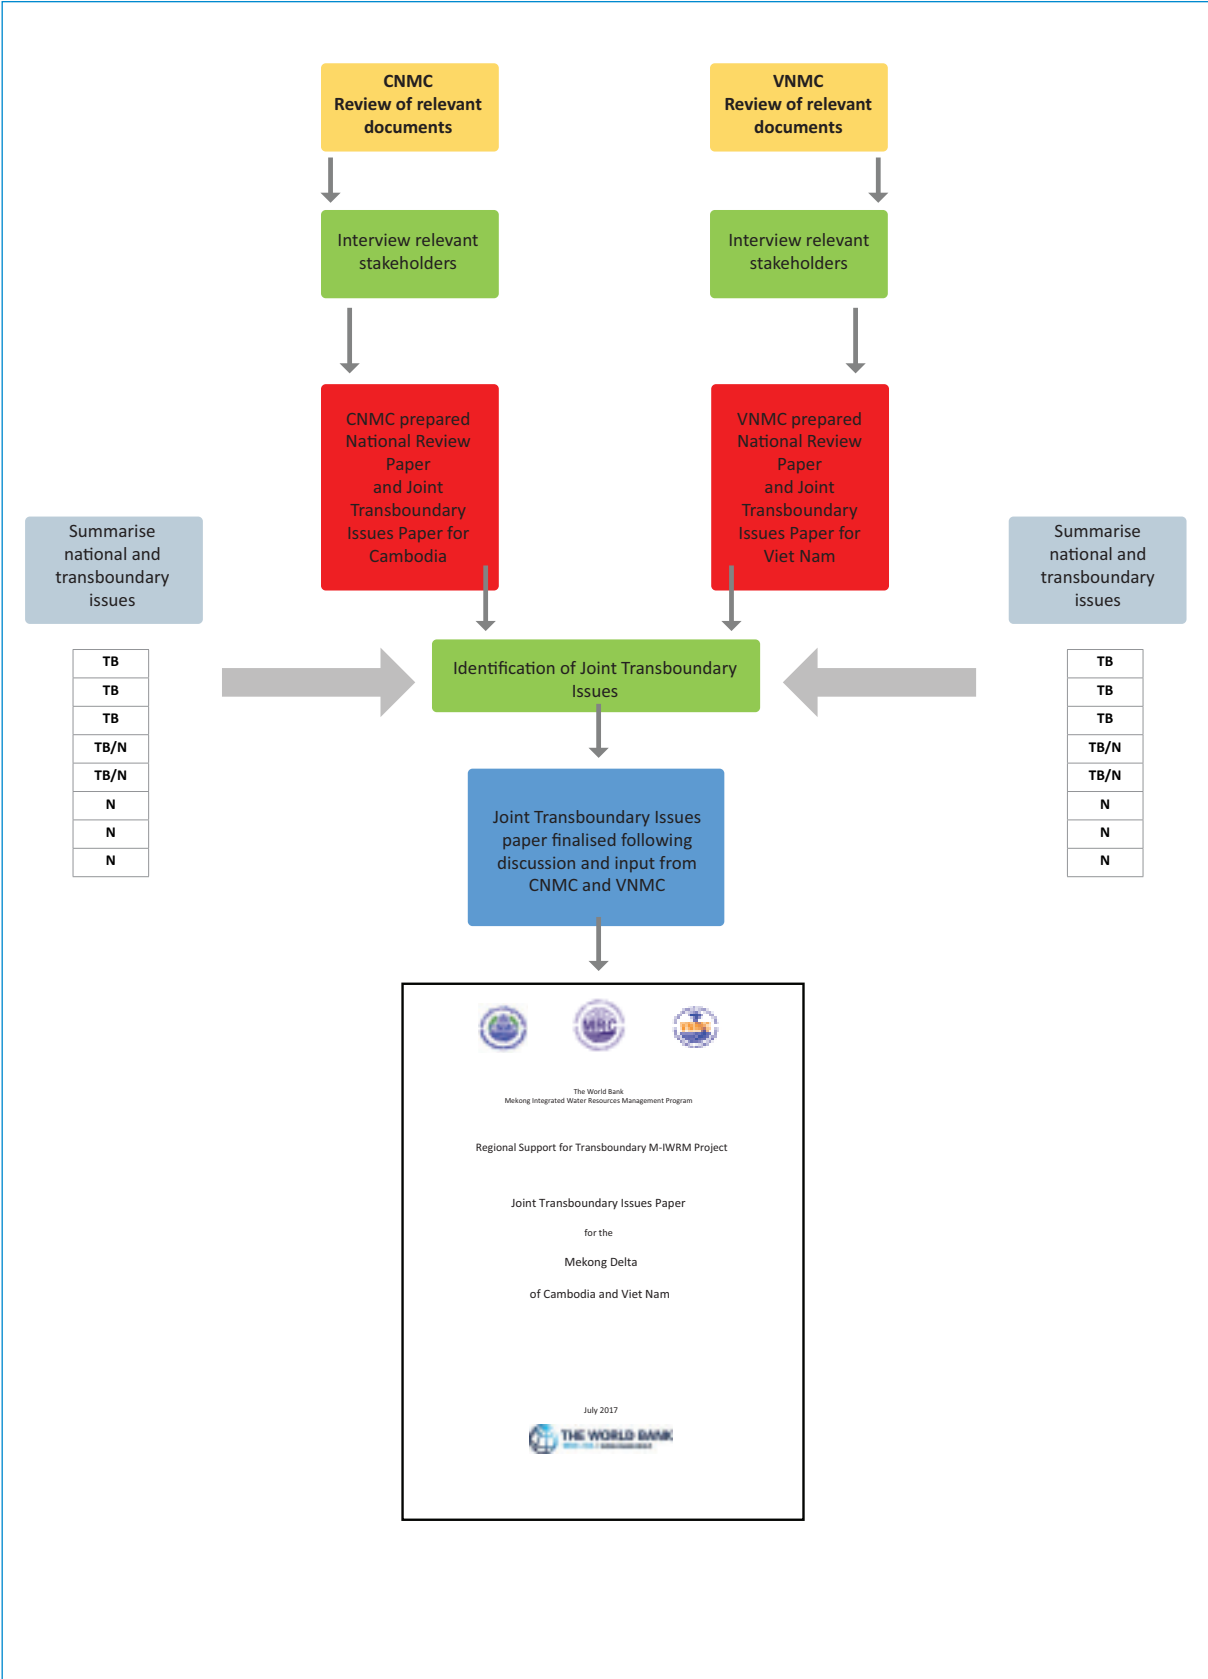 CNMC
Review of relevant
documents
VNMC
Review of relevant
documents
Interview relevant
stakeholders
Interview relevant
stakeholders
CNMC prepared
National Review
Paper
and Joint
Transboundary
Issues Paper for
Cambodia
VNMC prepared
National Review
Paper
and Joint
Transboundary
Issues Paper for
Viet Nam
Summarise
national and
transboundary
issues
TB
TB
TB
TB/N
TB/N
N
N
N
Summarise
national and
transboundary
issues
TB
TB
TB
TB/N
TB/N
N
N
N
Identification of Joint Transboundary
Issues
Joint Transboundary Issues
paper finalised following
discussion and input from
CNMC and VNMC
MRC
VNMC
The World Bank
Mekong Integrated Water Resources Management Program
Regional Support for Transboundary M-IWRM Project
Joint Transboundary Issues Paper
for the
Mekong Delta
of Cambodia and Viet Nam
July 2017
THE WORLD BANK